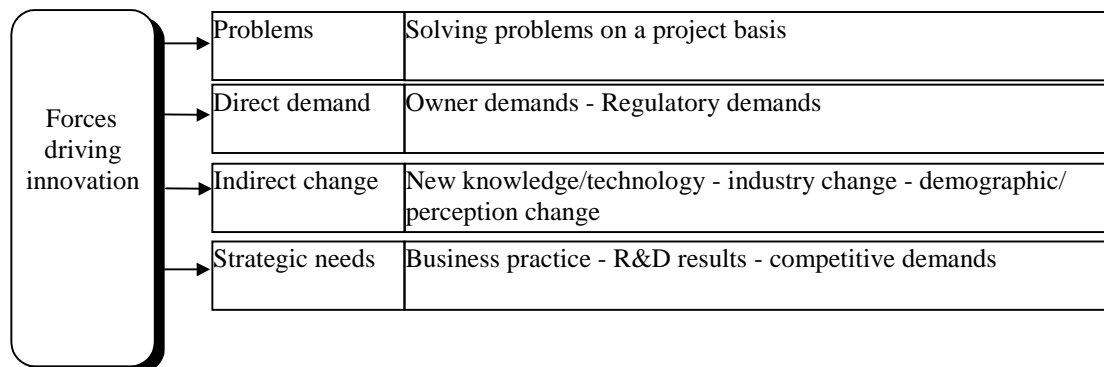 Forces
driving
innovation
Problems
Solving problems on a project basis
Direct demand
Owner demands - Regulatory demands
Indirect change
New knowledge/technology - industry change - demographic/
perception change
Strategic needs
Business practice - R&D results - competitive demands